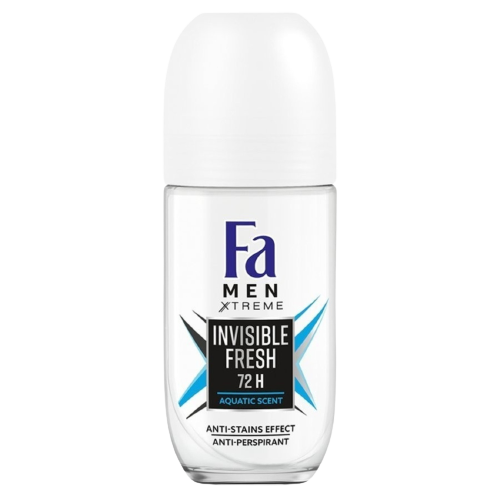 Fa
MEN
XTREME
INVISIBLE
FRESH
72 H
AQUATIC SCENT
ANTI-STAINS EFFECT
ANTI-PERSPIRANT